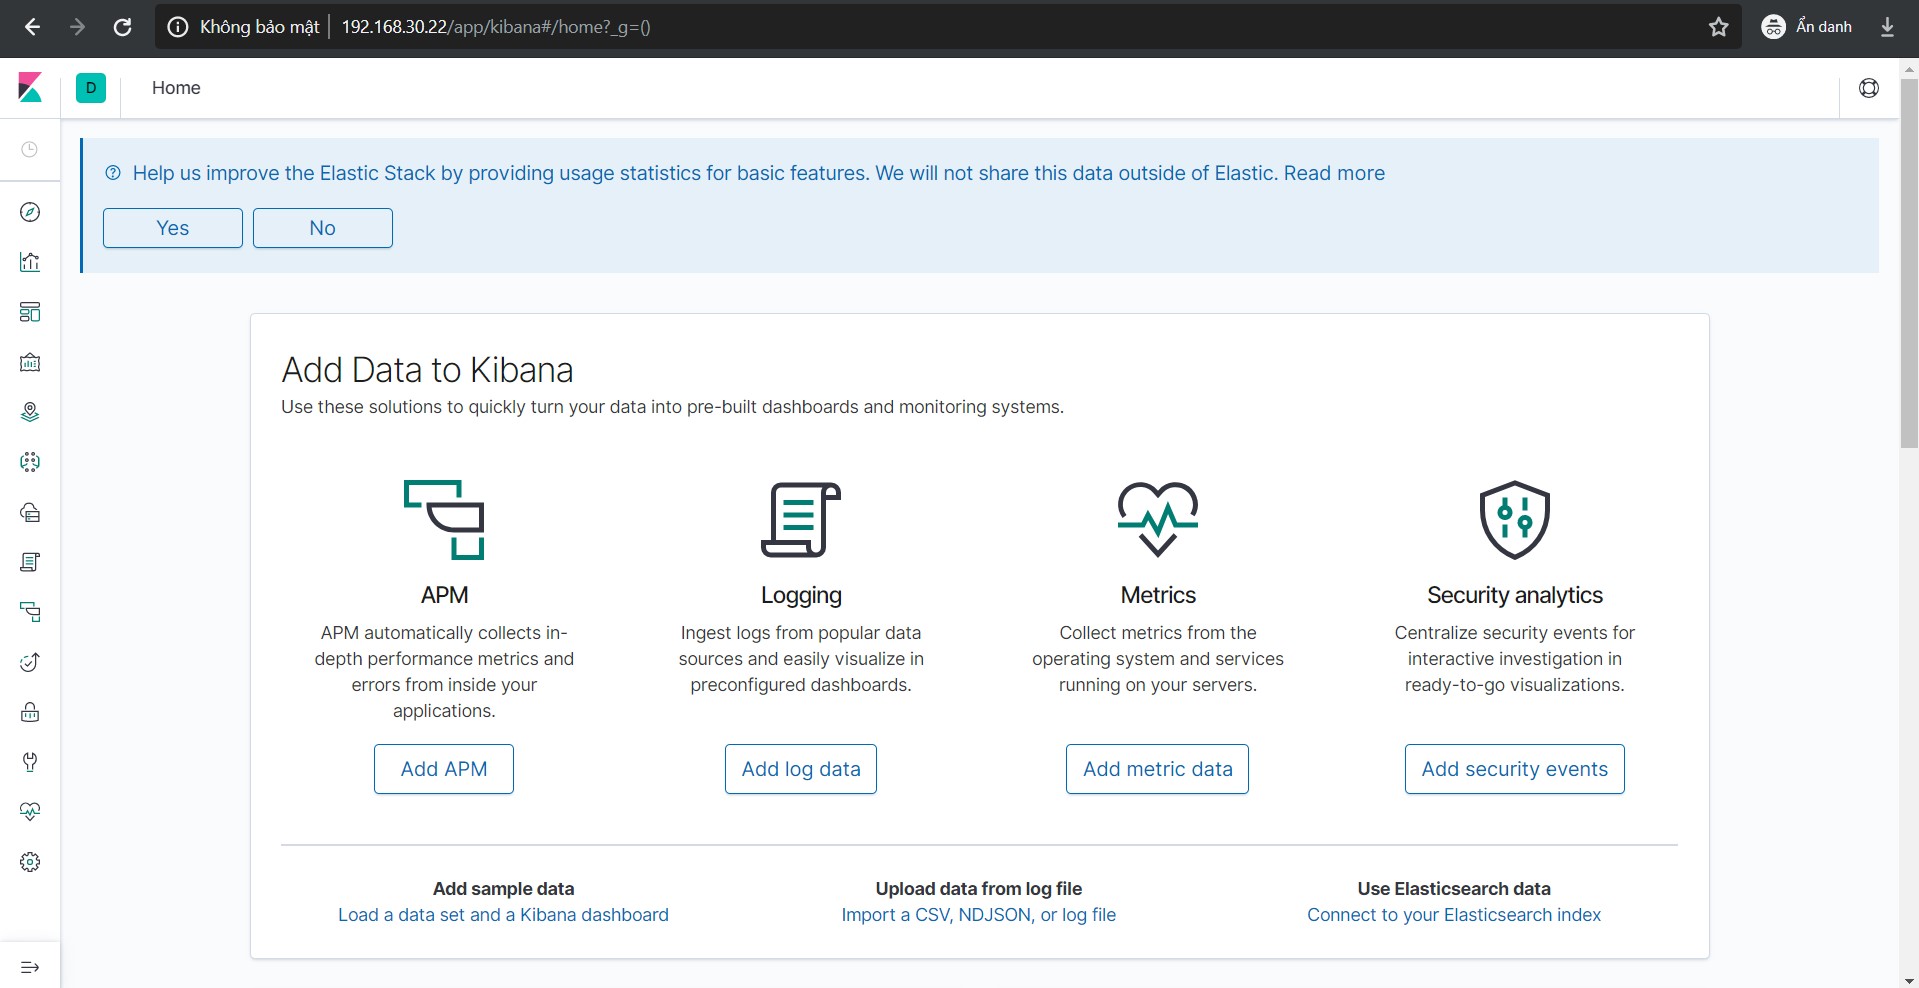 Không bảo mật 192.168.30.22/app/kibana#/home?_g=() Ẩn danh
D Home
Help us improve the Elastic Stack by providing usage statistics for basic features. We will not share this data outside of Elastic. Read more
Yes No
Add Data to Kibana
Use these solutions to quickly turn your data into pre-built dashboards and monitoring systems.
APM
APM automatically collects in-
depth performance metrics and
errors from inside your
applications.
Add APM
Logging
Ingest logs from popular data
sources and easily visualize in
preconfigured dashboards.
Add log data
Metrics
Collect metrics from the
operating system and services
running on your servers.
Add metric data
Security analytics
Centralize security events for
interactive investigation in
ready-to-go visualizations.
Add security events
Add sample data
Load a data set and a Kibana dashboard
Upload data from log file
Import a CSV, NDJSON, or log file
Use Elasticsearch data
Connect to your Elasticsearch index